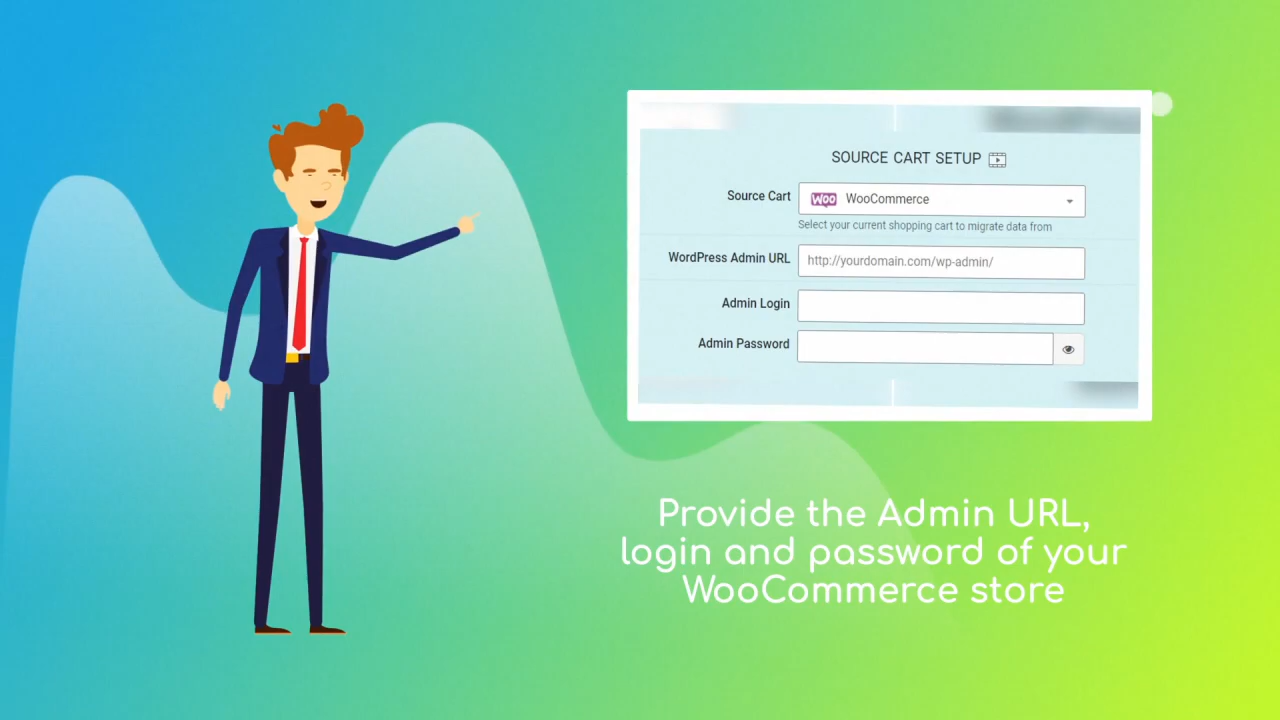 SOURCE CART SETUP
Source Cart
WOO WooCommerce
Select your current shopping cart to migrate data from
WordPress Admin URL
http://yourdomain.com/wp-admin/
Admin Login
Admin Password
Provide the Admin URL,
login and password of your
WooCommerce store